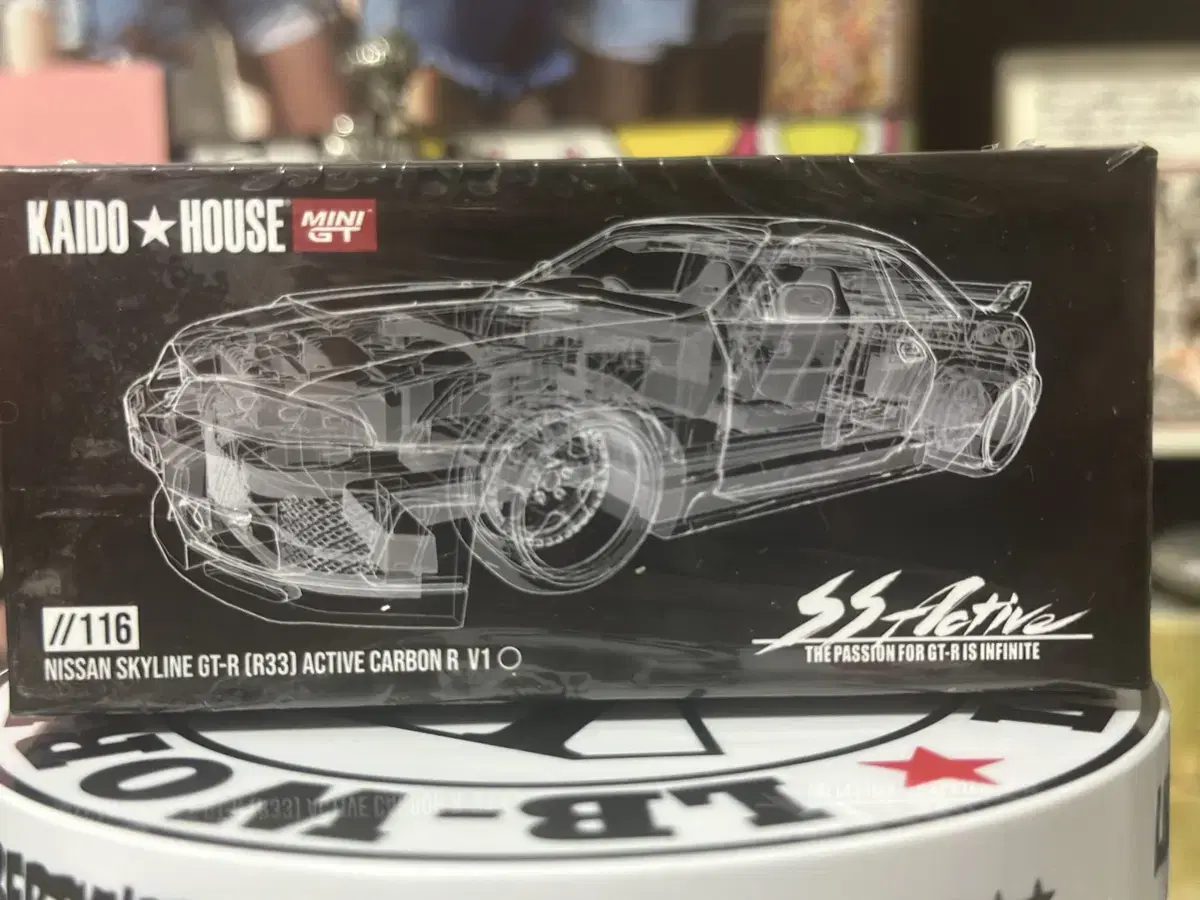 KAIDO★HOUSE
MINI
GT
//116
NISSAN SKYLINE GT-R (R33) ACTIVE CARBON R V1
SS Active
THE PASSION FOR GT-R IS INFINITE
LB-WOR